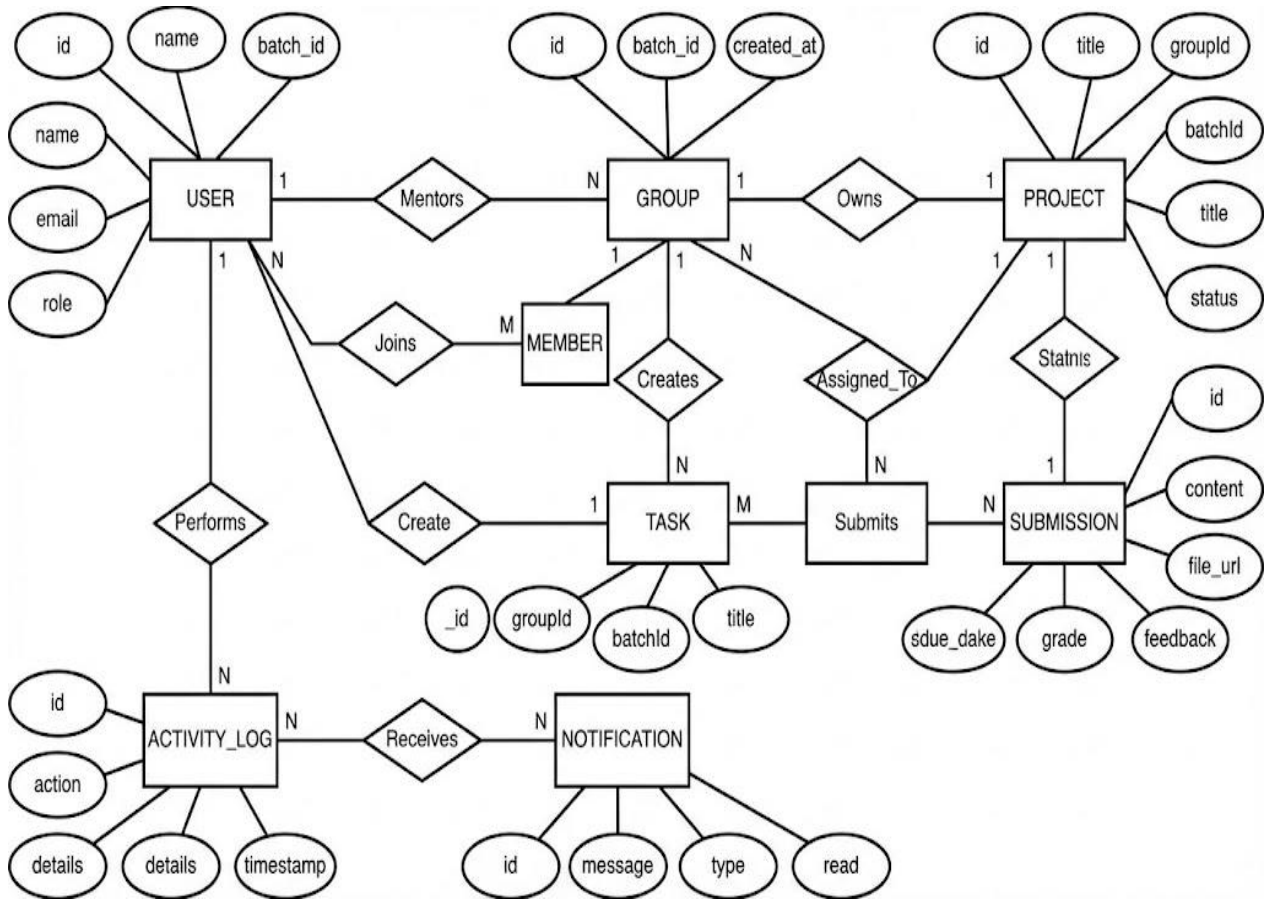 id
name
batch_id
id
batch_id
created_at
id
title
groupId
name
batchId
USER
1
Mentors
N
GROUP
1
Owns
1
PROJECT
email
title
role
status
1
N
1
1
N
1
1
Joins
M
MEMBER
Creates
Assigned_To
Statnıs
id
N
N
1
content
Performs
Create
1
TASK
M
Submits
N
SUBMISSION
file_url
_id
groupId
batchId
title
sdue_dake
grade
feedback
N
id
ACTIVITY_LOG
N
Receives
N
NOTIFICATION
action
details
details
timestamp
id
message
type
read